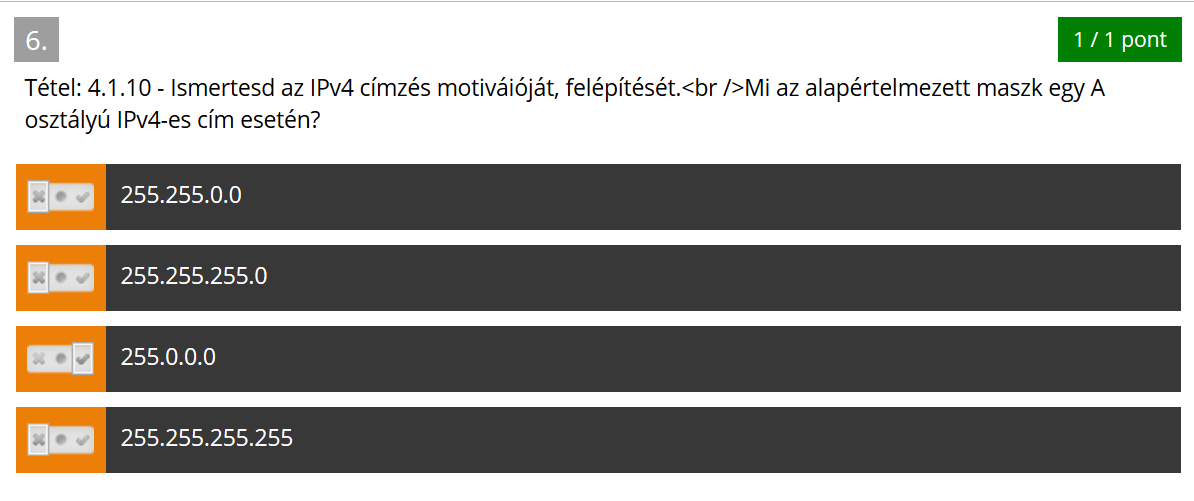 6.
1 / 1 pont
Tétel: 4.1.10 - Ismertesd az IPv4 címzés motiváióját, felépítését.<br />Mi az alapértelmezett maszk egy A
osztályú IPv4-es cím esetén?
255.255.0.0
255.255.255.0
255.0.0.0
255.255.255.255